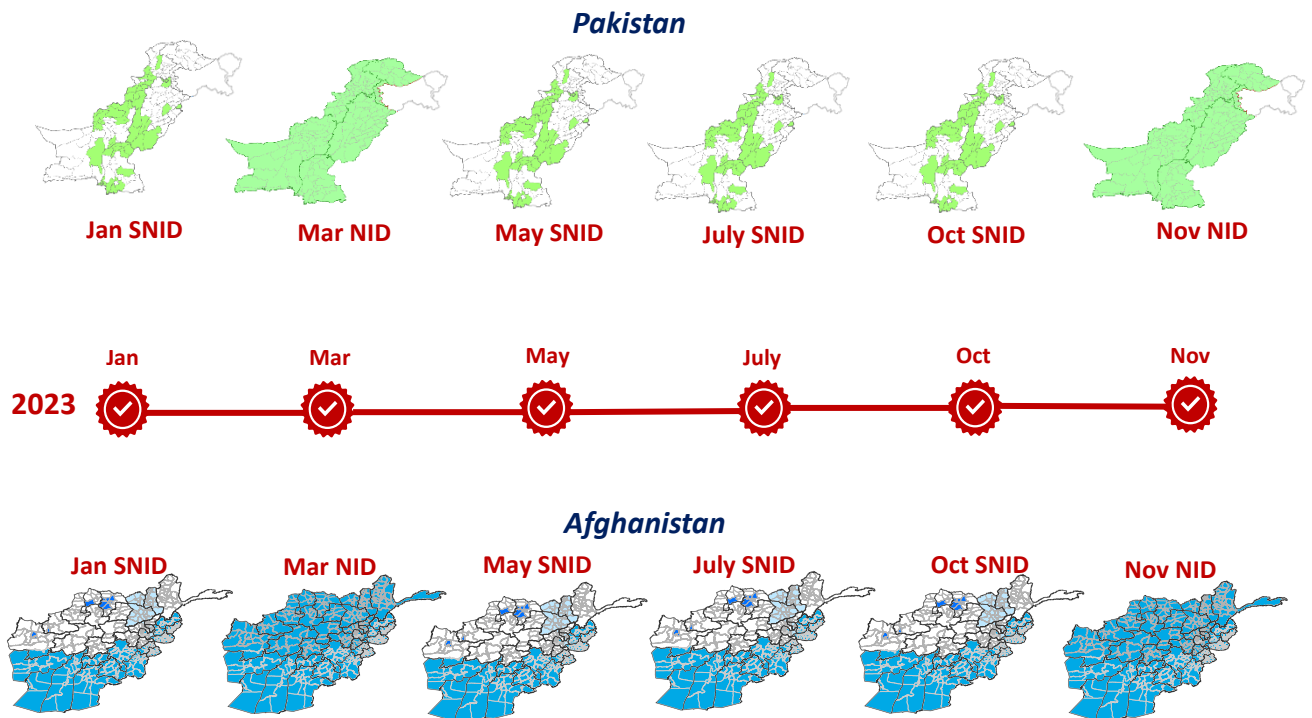 Pakistan
Jan SNID
Mar NID
May SNID
July SNID
Oct SNID
Nov NID
Jan
Mar
May
July
Oct
Nov
2023
Afghanistan
Jan SNID
Mar NID
May SNID
July SNID
Oct SNID
Nov NID